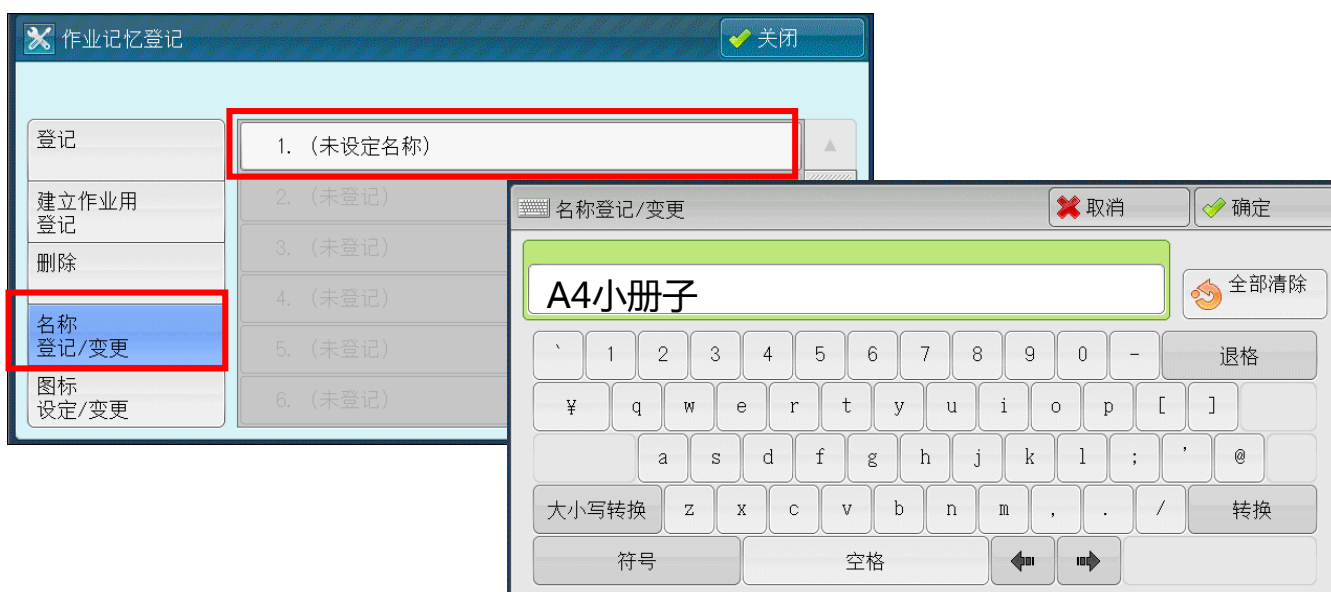 作业记忆登记
关闭
登记
建立作业用
登记
删除
名称
登记/变更
图标
设定/变更
1. (未设定名称)
2. (未登记)
3. (未登记)
4. (未登记)
5. (未登记)
6. (未登记)
名称登记/变更
取消
确定
A4小册子
全部清除
` 1 2 3 4 5 6 7 8 9 0 - 退格
¥ q w e r t y u i o p [ ]
a s d f g h j k l ; ' @
大小写转换 z x c v b n m , . / 转换
符号 空格